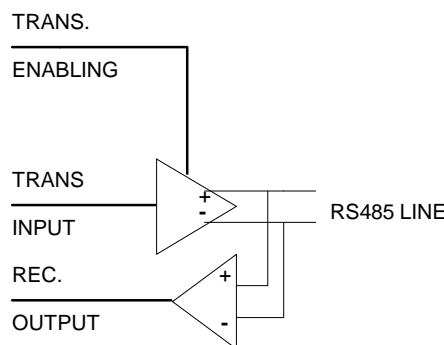 TRANS.
ENABLING
TRANS
INPUT
+
-
RS485 LINE
REC.
OUTPUT
+
-